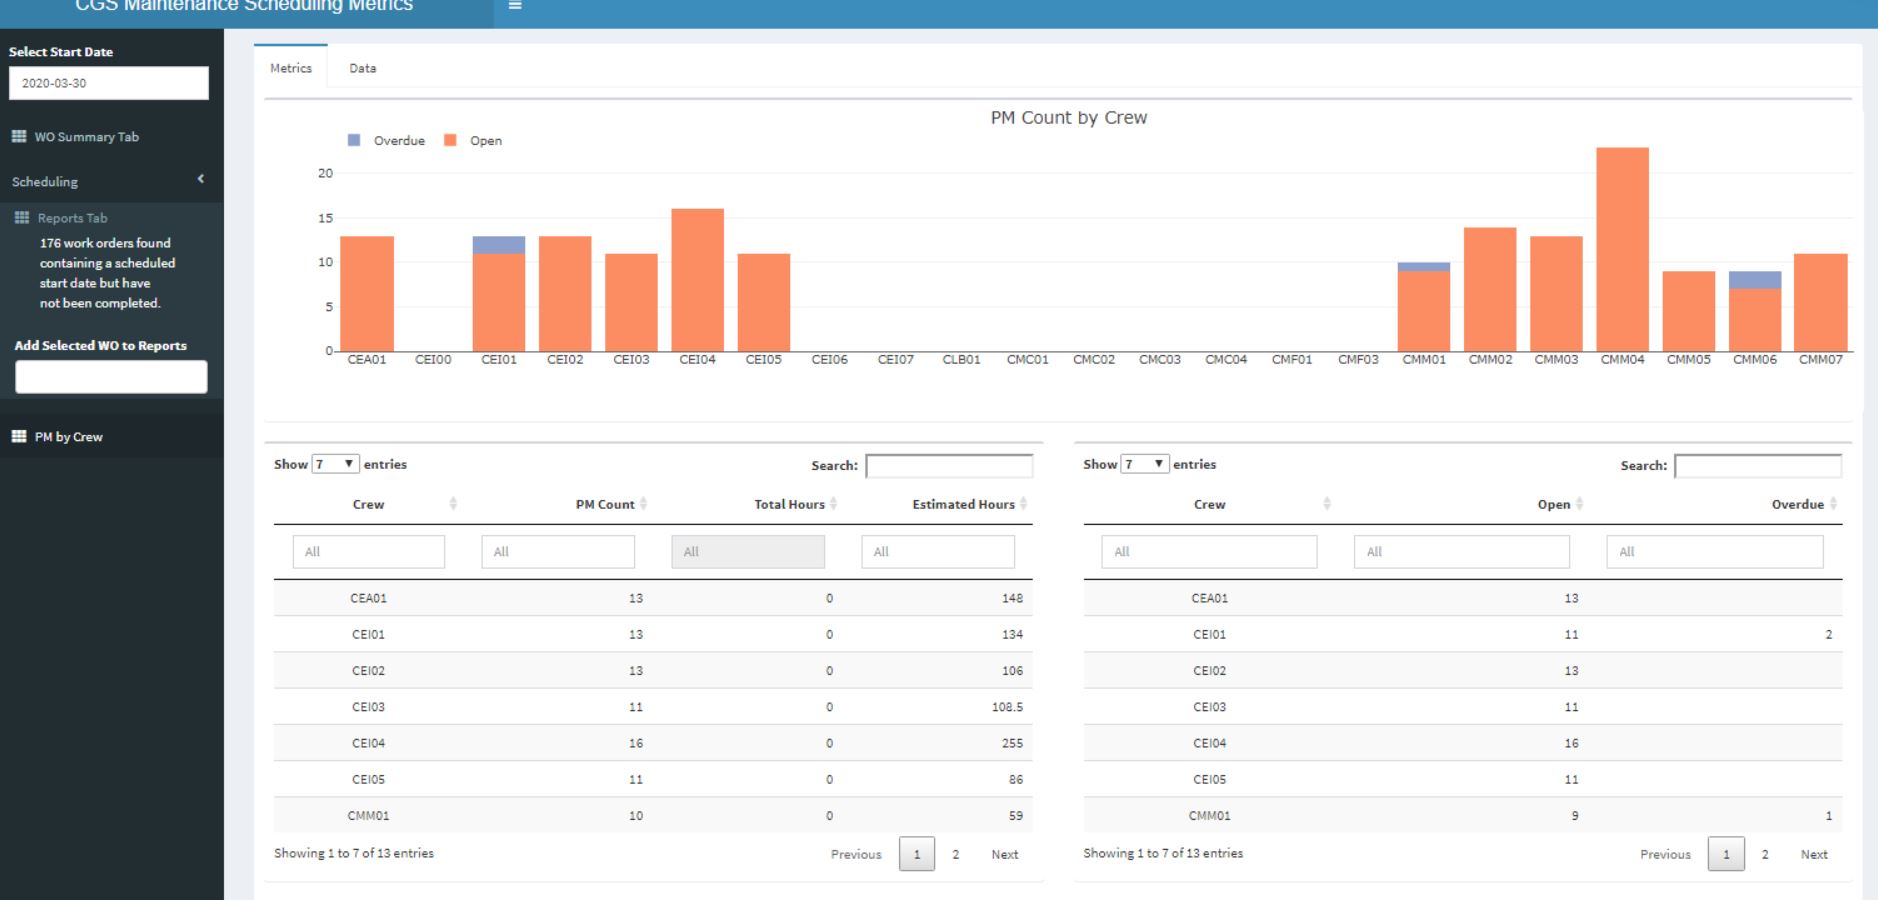 CGS Maintenance Scheduling Metrics
Select Start Date
2020-03-30
WO Summary Tab
Scheduling
Reports Tab
176 work orders found
containing a scheduled
start date but have
not been completed.
Add Selected WO to Reports
PM by Crew
Metrics Data
PM Count by Crew
Overdue Open
20
15
10
5
0
CEA01 CEI00 CEI01 CEI02 CEI03 CEI04 CEI05 CEI06 CEI07 CLB01 CMC01 CMC02 CMC03 CMC04 CMF01 CMF03 CMM01 CMM02 CMM03 CMM04 CMM05 CMM06 CMM07
Show 7 entries Search:
Crew PM Count Total Hours Estimated Hours
All All All All
CEA01 13 0 148
CEI01 13 0 134
CEI02 13 0 106
CEI03 11 0 108.5
CEI04 16 0 255
CEI05 11 0 86
CMM01 10 0 59
Showing 1 to 7 of 13 entries Previous 1 2 Next
Show 7 entries Search:
Crew Open Overdue
All All All
CEA01 13
CEI01 11 2
CEI02 13
CEI03 11
CEI04 16
CEI05 11
CMM01 9 1
Showing 1 to 7 of 13 entries Previous 1 2 Next